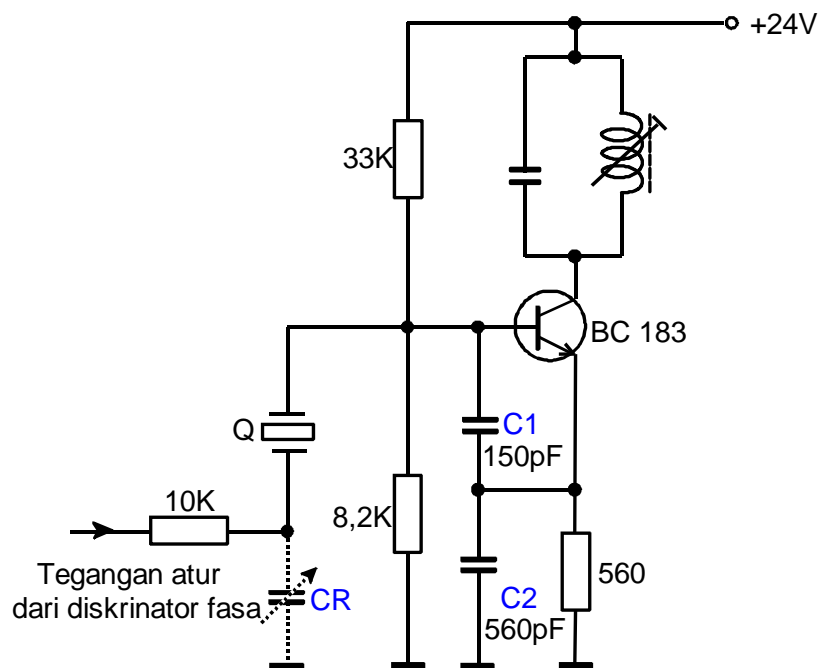 +24V
33K
BC 183
Q
C1
150pF
10K
8,2K
Tegangan atur
dari diskrinator fasa
CR
C2
560pF
560